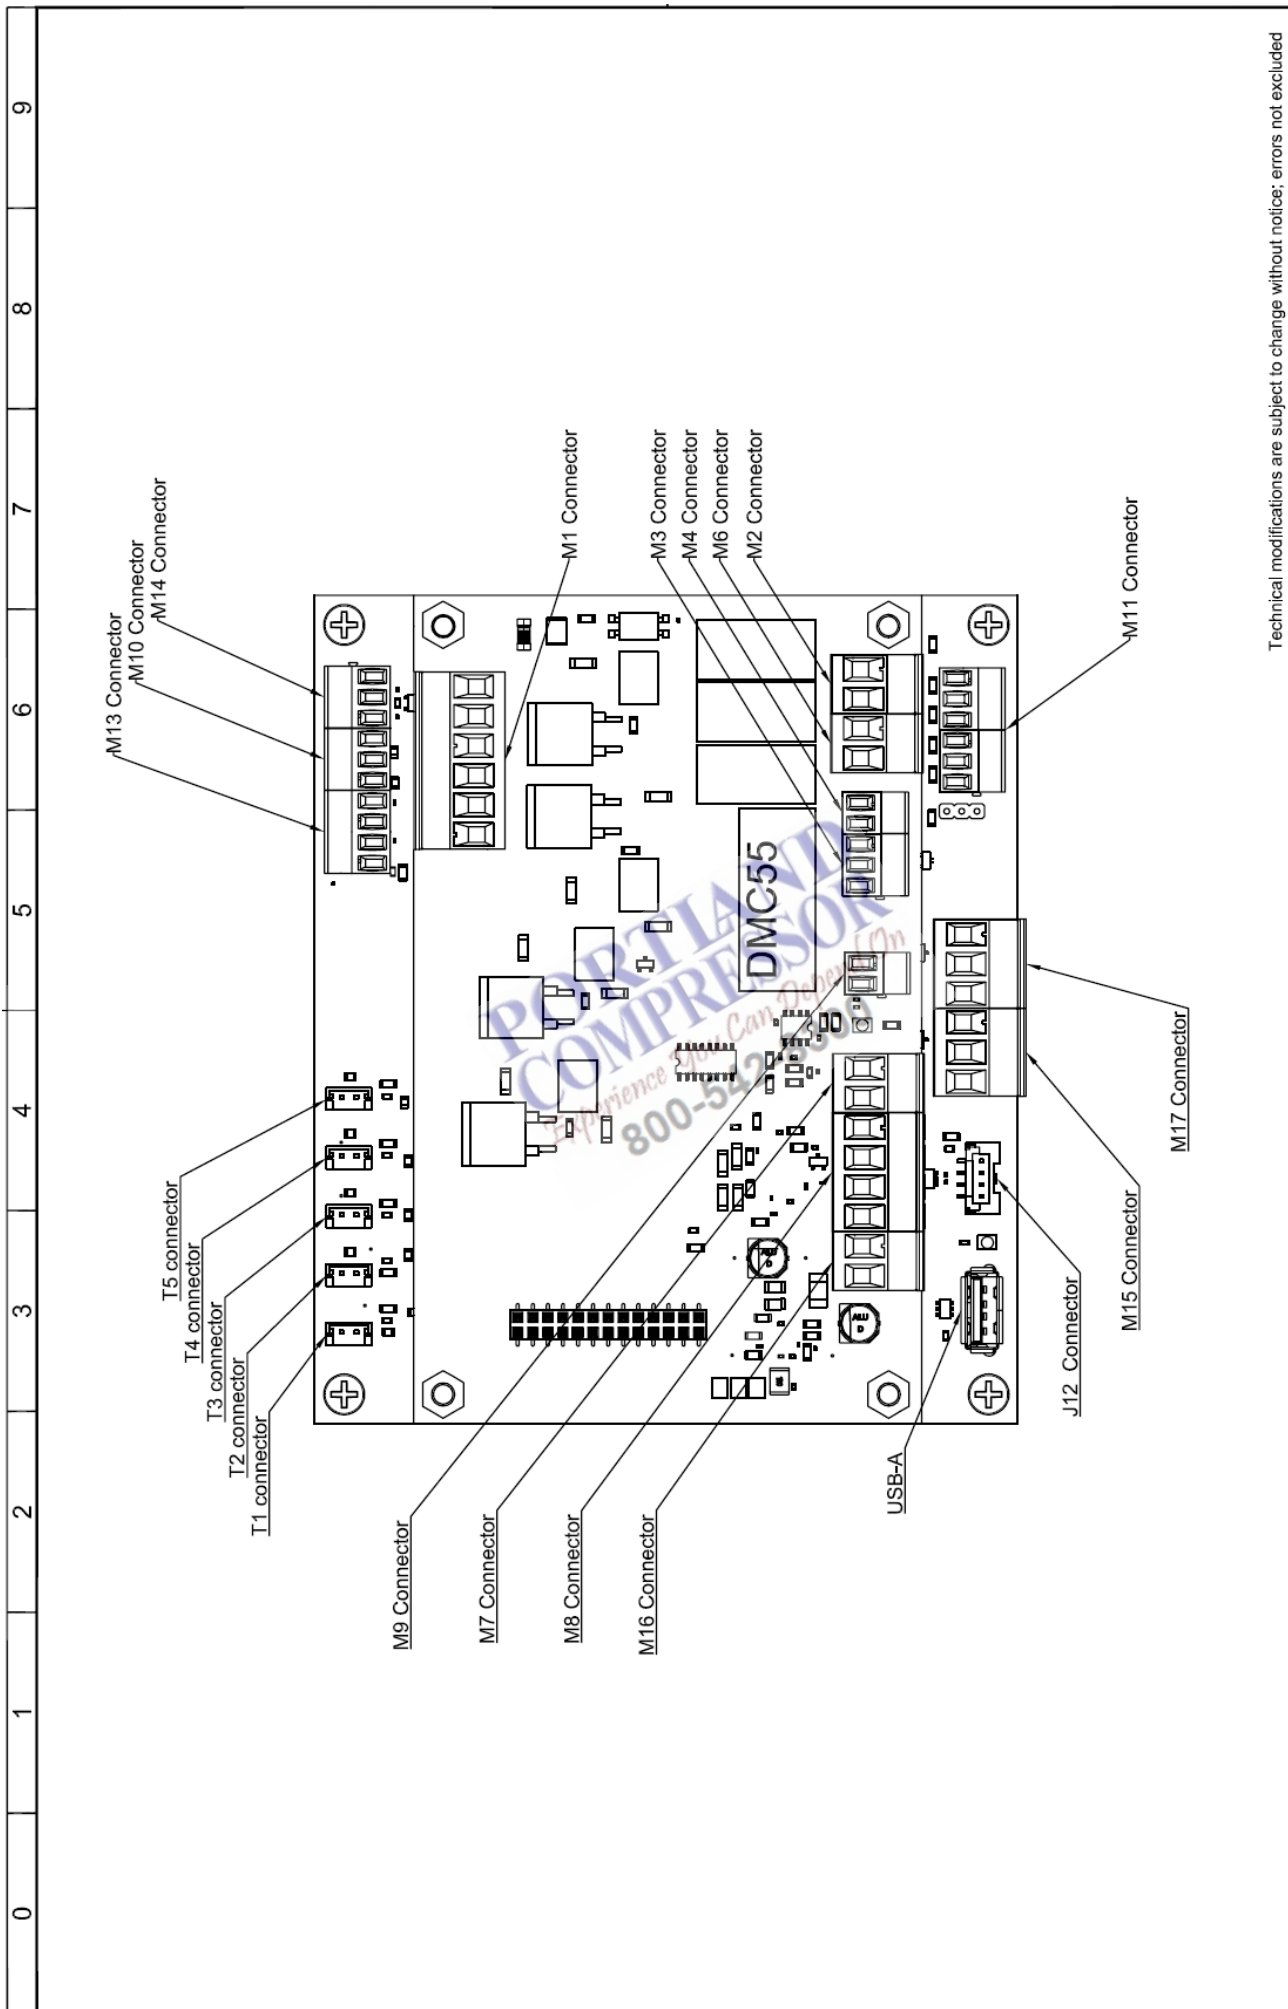 9
8
7
6
5
4
3
2
1
0
Technical modifications are subject to change without notice; errors not excluded
M13 Connector
M10 Connector
M14 Connector
M1 Connector
M3 Connector
M4 Connector
M6 Connector
M2 Connector
M11 Connector
T5 connector
T4 connector
T3 connector
T2 connector
T1 connector
DMC55
PORTLAND
COMPRESSOR
Experience You Can Depend On
800-542-
M17 Connector
M15 Connector
J12 Connector
USB-A
M9 Connector
M7 Connector
M8 Connector
M16 Connector